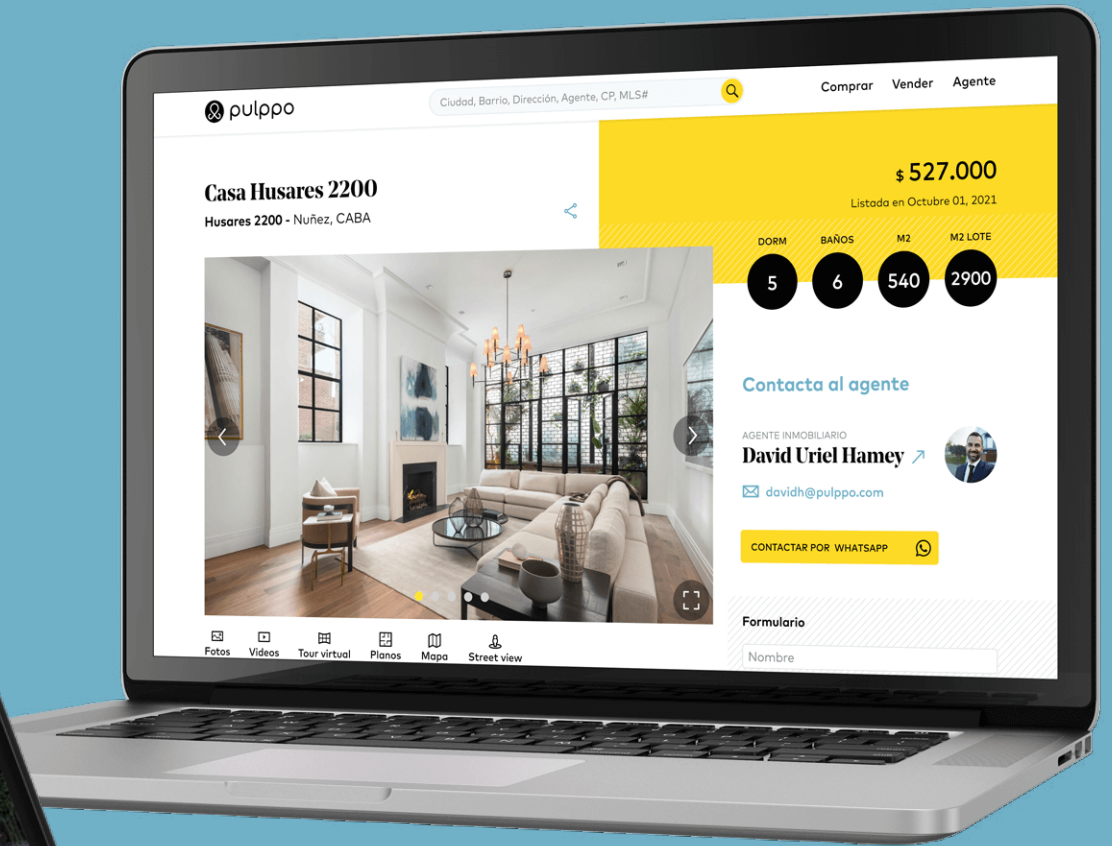 pulppo
Ciudad, Barrio, Dirección, Agente, CP, MLS#
Comprar Vender Agente
Casa Husares 2200
Husares 2200 - Nuñez, CABA
$ 527.000
Listada en Octubre 01, 2021
DORM BAÑOS M2 M2 LOTE
5 6 540 2900
Contacta al agente
AGENTE INMOBILIARIO
David Uriel Hamey
davidh@pulppo.com
CONTACTAR POR WHATSAPP
Formulario
Nombre
Fotos Videos Tour virtual Planos Mapa Street view